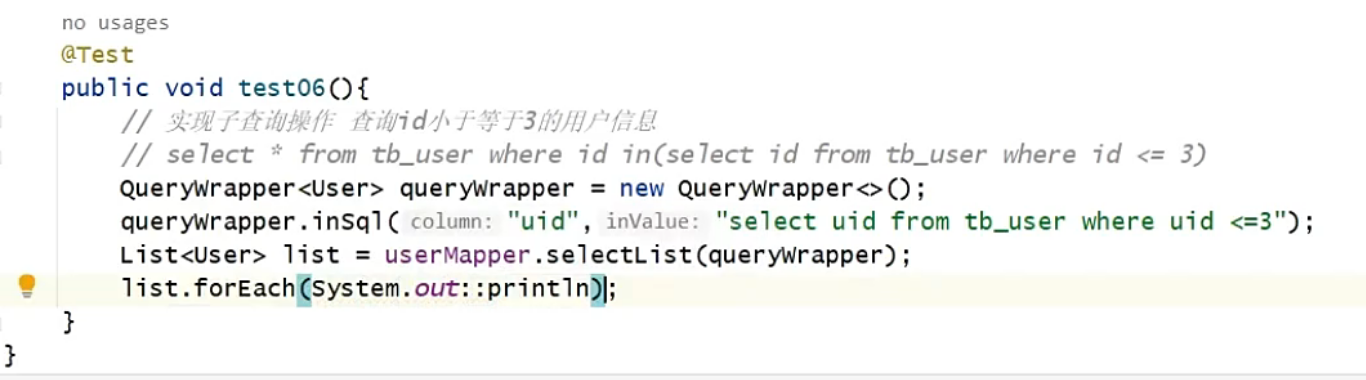 no usages
@Test
public void test06(){
// 实现子查询操作 查询id小于等于3的用户信息
// select * from tb_user where id in(select id from tb_user where id <= 3)
QueryWrapper<User> queryWrapper = new QueryWrapper<>();
queryWrapper.inSql( column: "uid", inValue: "select uid from tb_user where uid <=3");
List<User> list = userMapper.selectList(queryWrapper);
list.forEach(System.out::println);
}
}